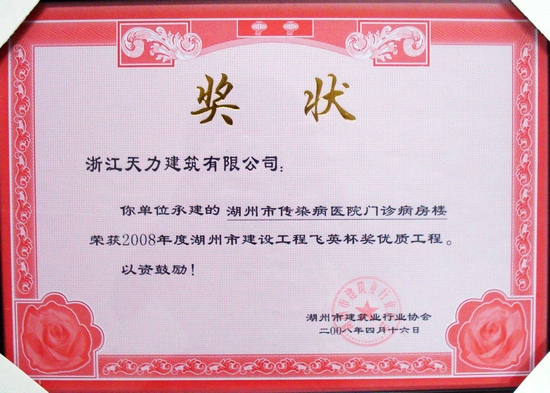 奖 状
浙江天力建筑有限公司：
你单位承建的 湖州市传染病医院门诊病房楼
荣获2008年度湖州市建设工程飞英杯奖优质工程。
以资鼓励！
湖州市建筑业行业协会
二00八年四月十六日